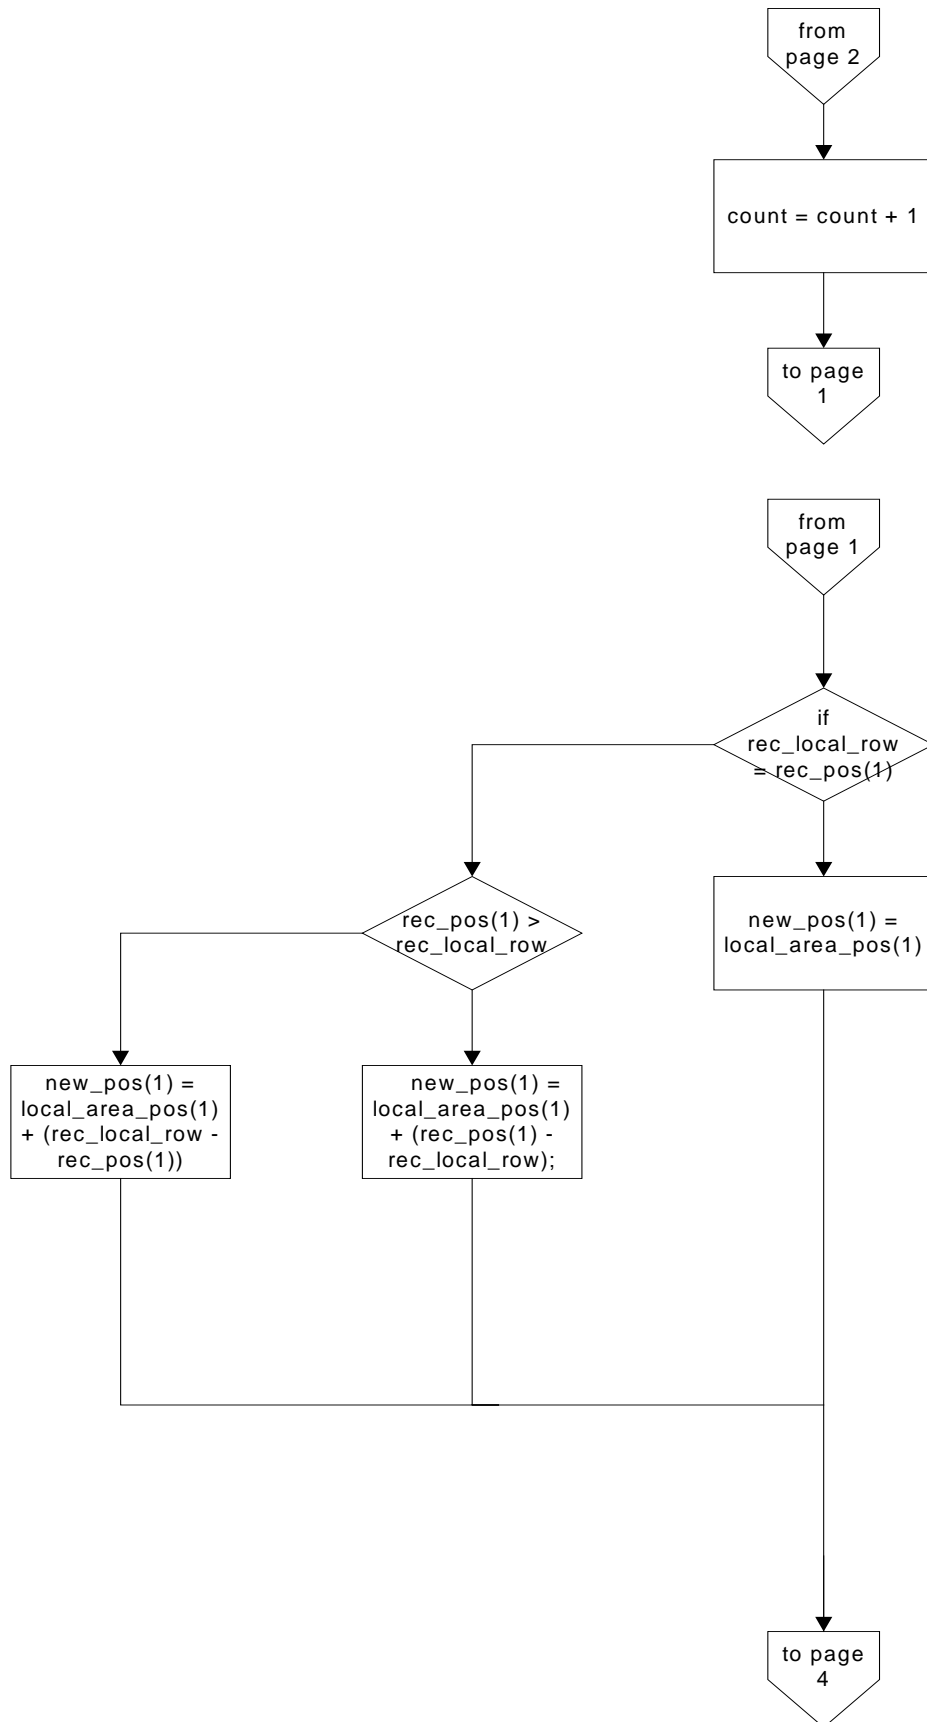 from
page 2
count = count + 1
to page
1
from
page 1
if
rec_local_row
= rec_pos(1)
rec_pos(1) >
rec_local_row
new_pos(1) =
local_area_pos(1)
new_pos(1) =
local_area_pos(1)
+ (rec_local_row -
rec_pos(1))
new_pos(1) =
local_area_pos(1)
+ (rec_pos(1) -
rec_local_row);
to page
4